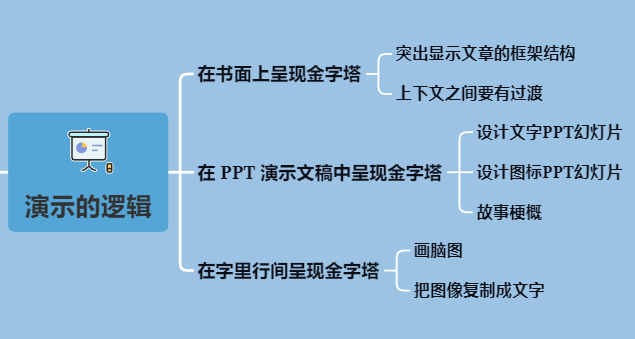 演示的逻辑
在书面上呈现金字塔
突出显示文章的框架结构
上下文之间要有过渡
在 PPT 演示文稿中呈现金字塔
设计文字PPT幻灯片
设计图标PPT幻灯片
故事梗概
在字里行间呈现金字塔
画脑图
把图像复制成文字